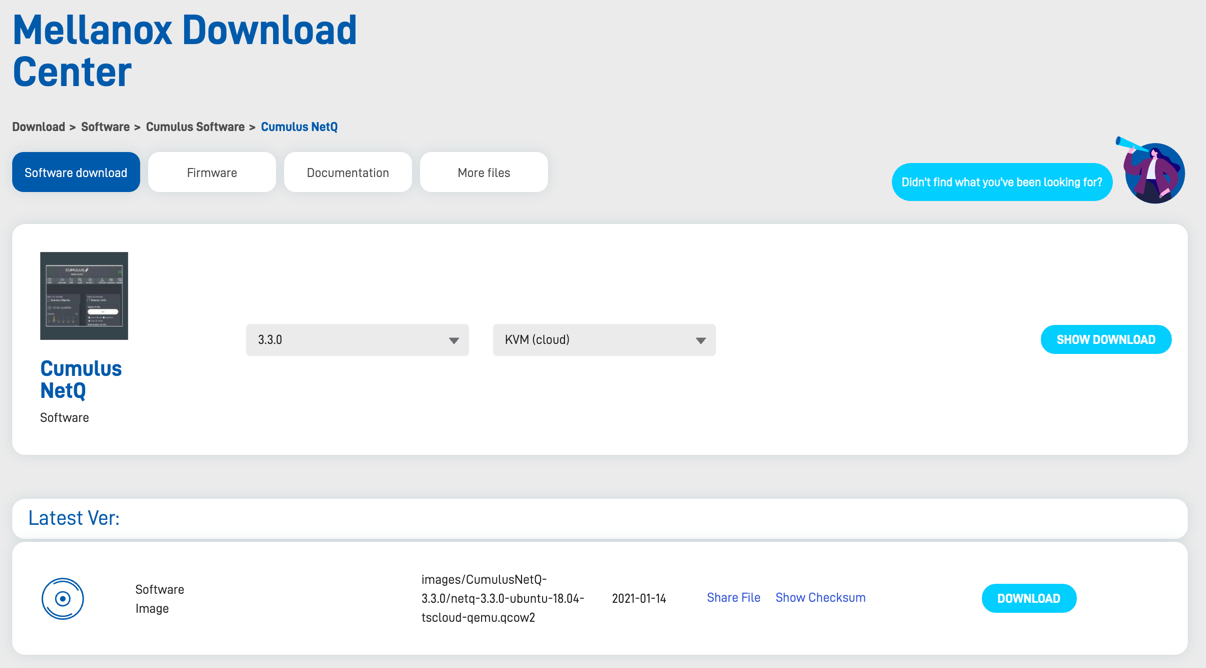 Mellanox Download
Center
Download > Software > Cumulus Software > Cumulus NetQ
Software download
Firmware
Documentation
More files
Didn't find what you've been looking for?
CUMULUS
3.3.0
KVM (cloud)
SHOW DOWNLOAD
Cumulus
NetQ
Software
Latest Ver:
Software
Image
images/CumulusNetQ-
3.3.0/netq-3.3.0-ubuntu-18.04-
tscloud-qemu.qcow2
2021-01-14
Share File
Show Checksum
DOWNLOAD